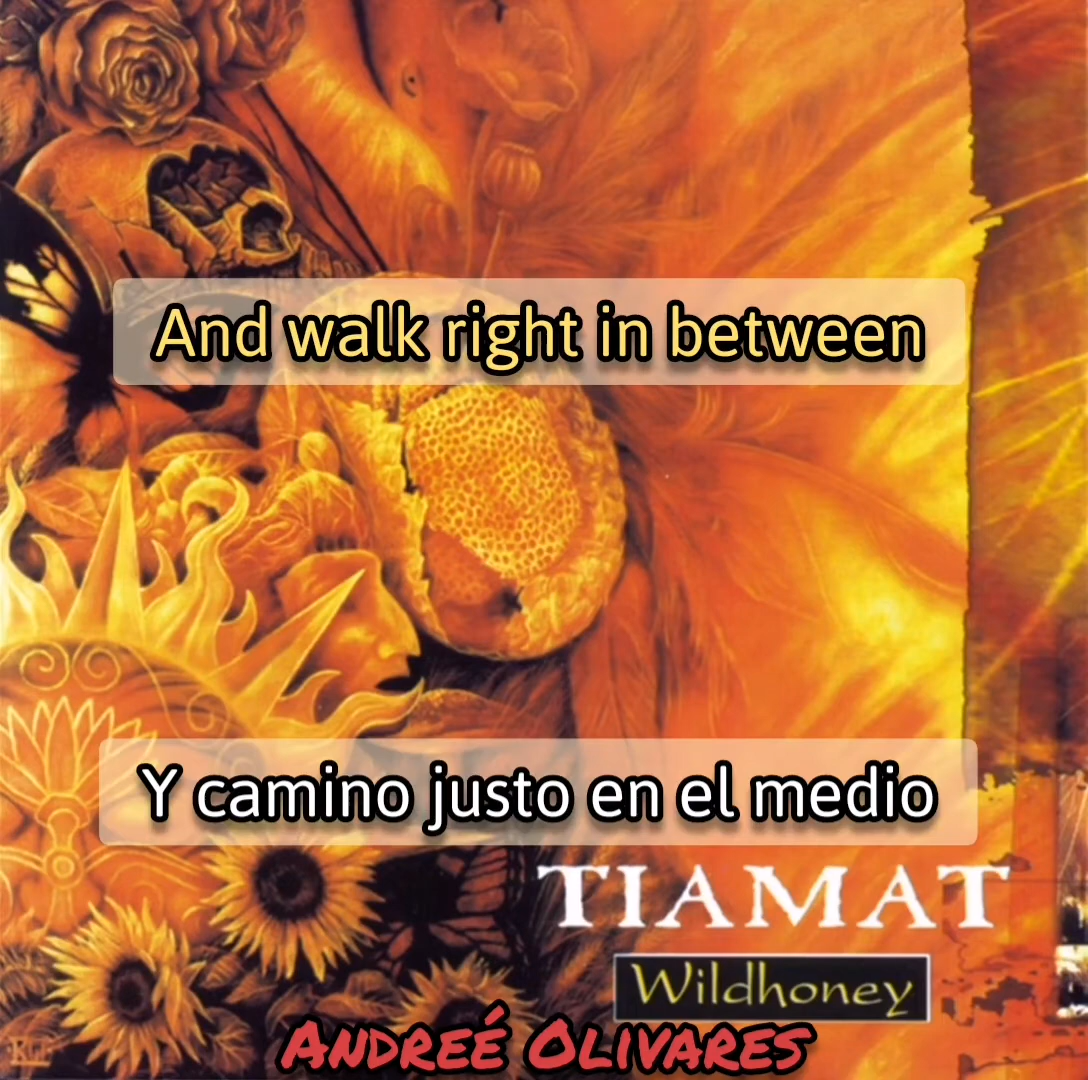 And walk right in between
Y camino justo en el medio
TIAMAT
Wildhoney
Andreé Olivares